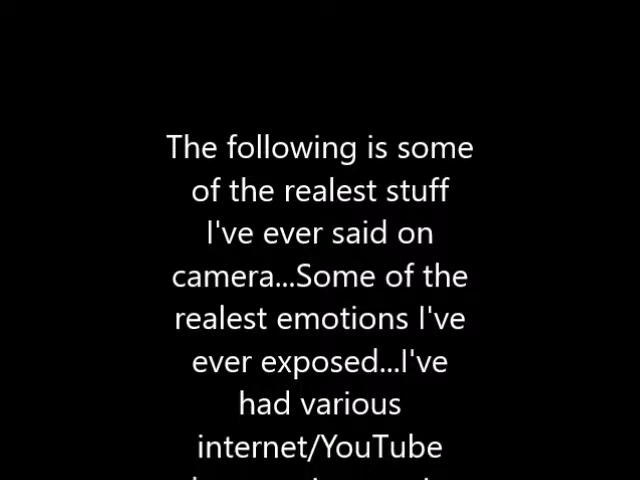 The following is some
of the realest stuff
I've ever said on
camera...Some of the
realest emotions I've
ever exposed...I've
had various
internet/YouTube